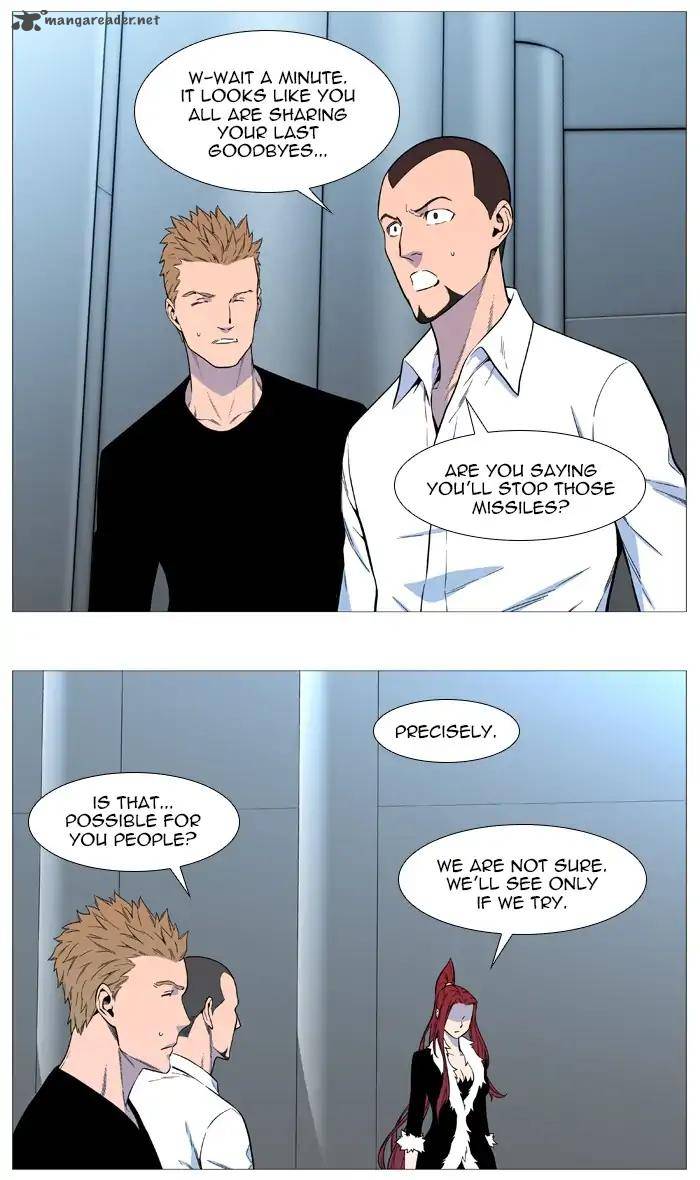 mangareader.net
W-WAIT A MINUTE.
IT LOOKS LIKE YOU
ALL ARE SHARING
YOUR LAST
GOODBYES...
ARE YOU SAYING
YOU'LL STOP THOSE
MISSILES?
PRECISELY.
IS THAT...
POSSIBLE FOR
YOU PEOPLE?
WE ARE NOT SURE.
WE'LL SEE ONLY
IF WE TRY.